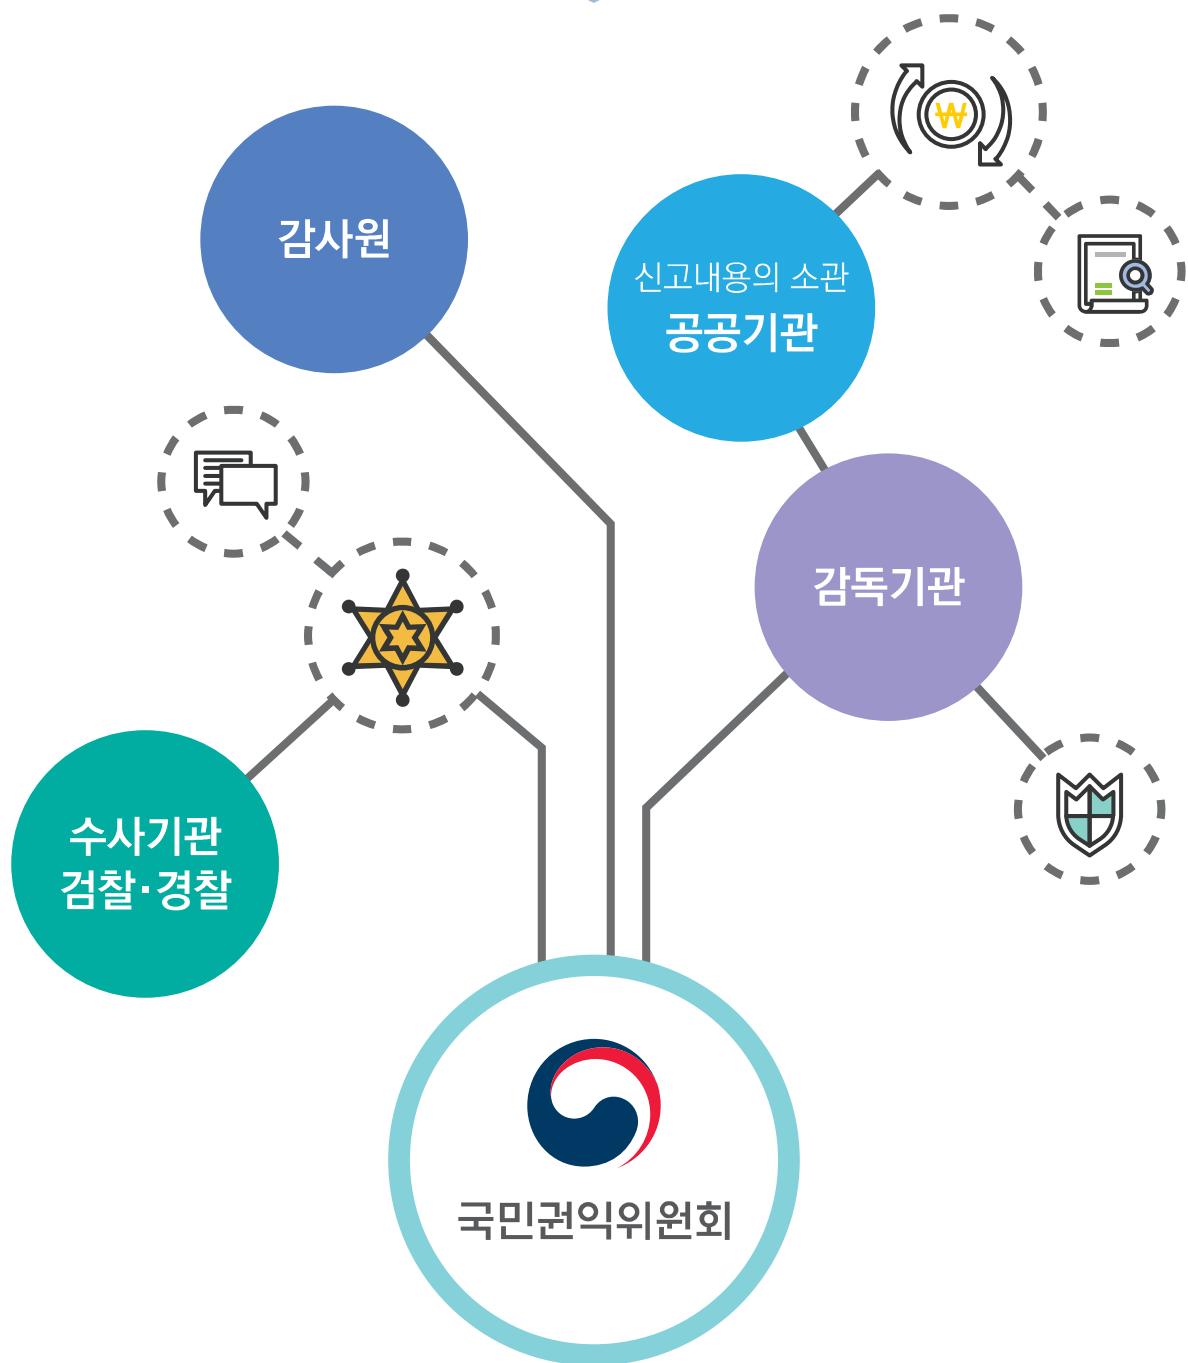 감사원
신고내용의 소관
공공기관
감독기관
수사기관
검찰·경찰
국민권익위원회